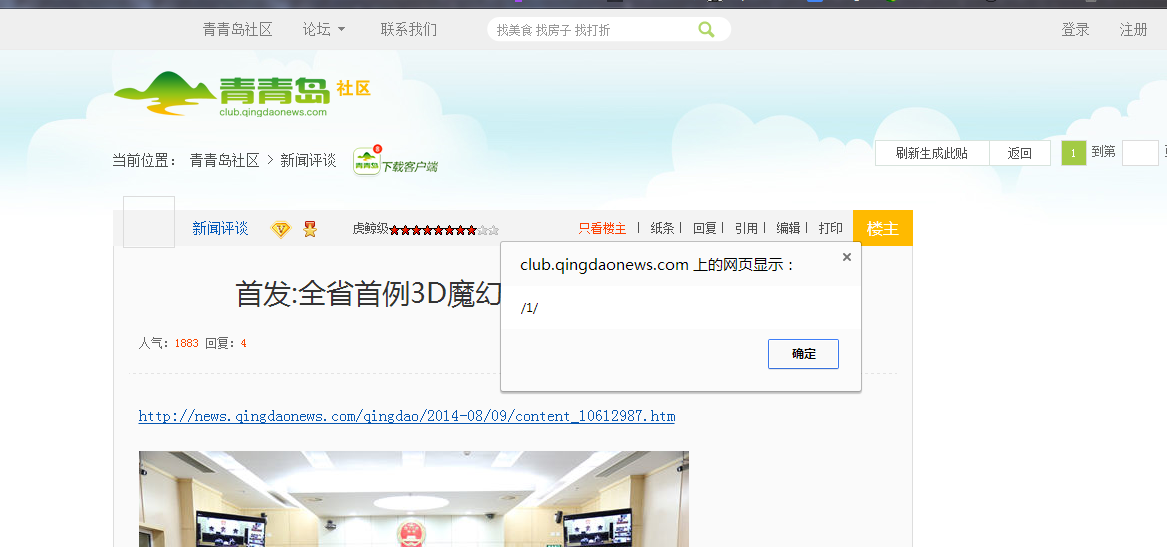 青青岛社区 论坛 联系我们 找美食 找房子 找打折 登录 注册
青青岛 社区
club.qingdaonews.com
当前位置： 青青岛社区 > 新闻评谈 青青岛 下载客户端 刷新生成此贴 返回 1 到第
新闻评谈 虎鲸级 只看楼主 | 纸条 | 回复 | 引用 | 编辑 | 打印 楼主
club.qingdaonews.com 上的网页显示： ×
首发:全省首例3D魔幻
/1/
人气: 1883 回复: 4
确定
http://news.qingdaonews.com/qingdao/2014-08/09/content_10612987.htm